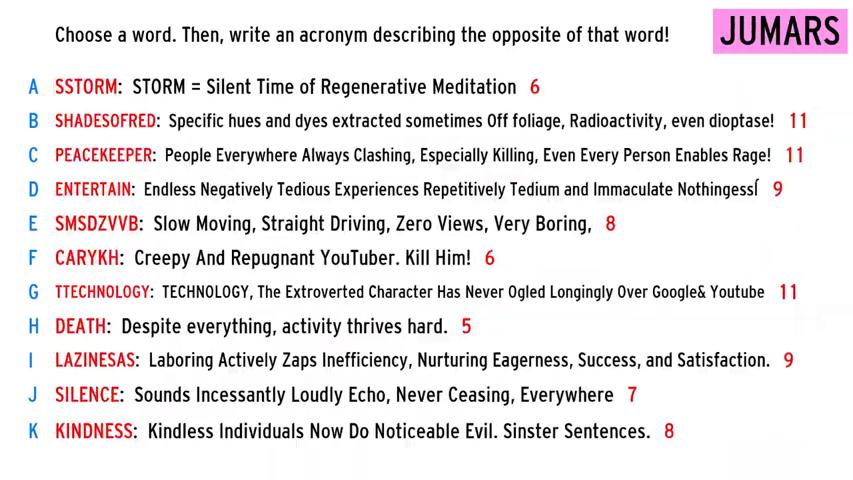 Choose a word. Then, write an acronym describing the opposite of that word!
JUMARS
A SSTORM: STORM = Silent Time of Regenerative Meditation 6
B SHADESOFRED: Specific hues and dyes extracted sometimes Off foliage, Radioactivity, even dioptase! 11
C PEACEKEEPER: People Everywhere Always Clashing, Especially Killing, Even Every Person Enables Rage! 11
D ENTERTAIN: Endless Negatively Tedious Experiences Repetitively Tedium and Immaculate NothingessÍ 9
E SMSDZVVB: Slow Moving, Straight Driving, Zero Views, Very Boring, 8
F CARYKH: Creepy And Repugnant YouTuber. Kill Him! 6
G TTECHNOLOGY: TECHNOLOGY, The Extroverted Character Has Never Ogled Longingly Over Google& Youtube 11
H DEATH: Despite everything, activity thrives hard. 5
I LAZINESAS: Laboring Actively Zaps Inefficiency, Nurturing Eagerness, Success, and Satisfaction. 9
J SILENCE: Sounds Incessantly Loudly Echo, Never Ceasing, Everywhere 7
K KINDNESS: Kindless Individuals Now Do Noticeable Evil. Sinster Sentences. 8